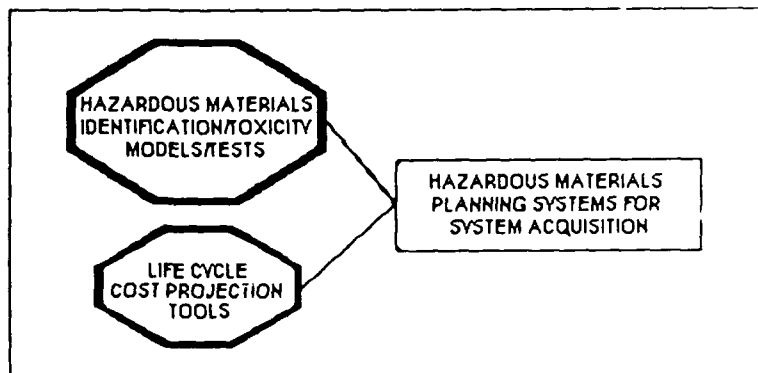 HAZARDOUS MATERIALS
IDENTIFICATION/TOXICITY
MODELS/TESTS
HAZARDOUS MATERIALS
PLANNING SYSTEMS FOR
SYSTEM ACQUISITION
LIFE CYCLE
COST PROJECTION
TOOLS